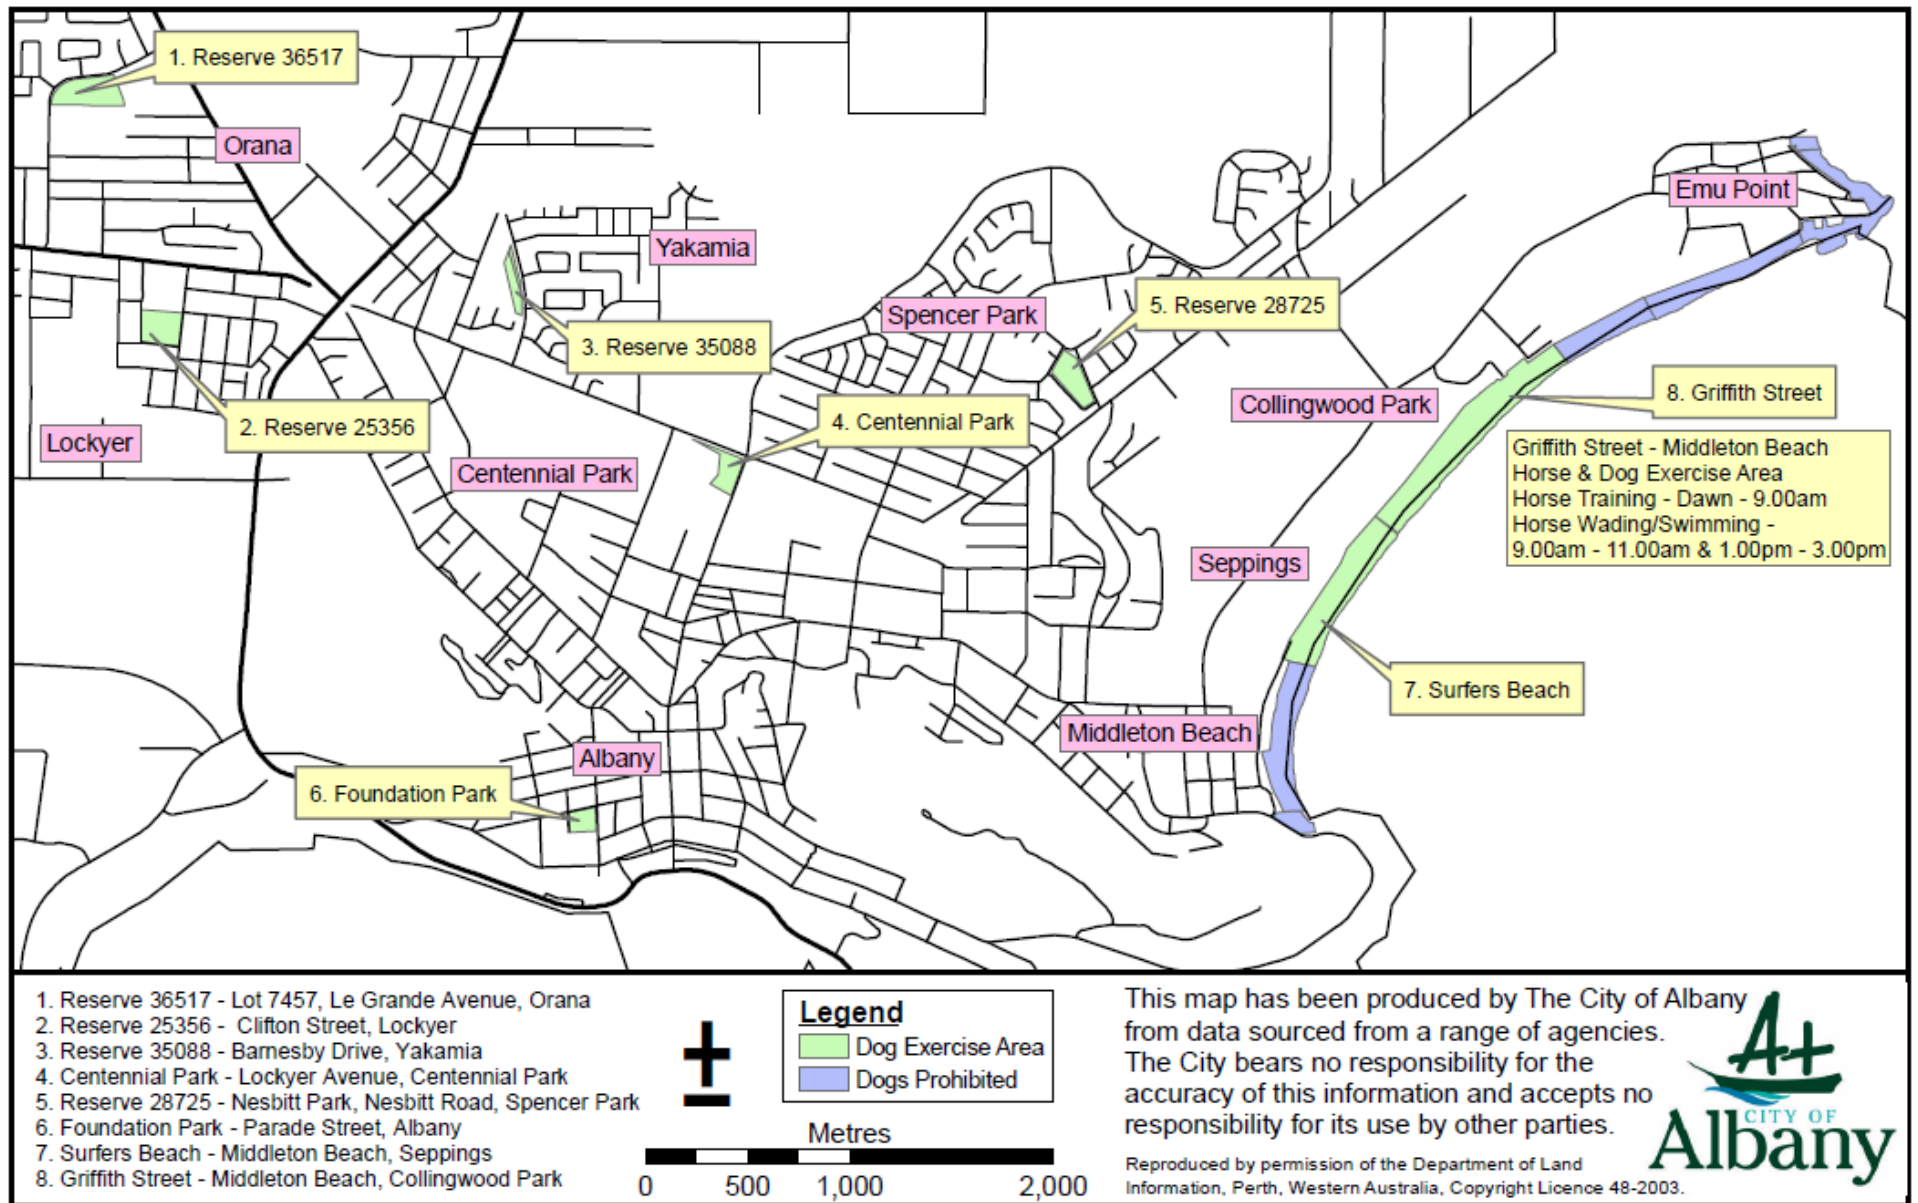 1. Reserve 36517
Orana
Emu Point
Yakamia
5. Reserve 28725
Spencer Park
3. Reserve 35088
8. Griffith Street
Collingwood Park
4. Centennial Park
2. Reserve 25356
Lockyer
Griffith Street - Middleton Beach
Horse & Dog Exercise Area
Horse Training - Dawn - 9.00am
Horse Wading/Swimming -
9.00am - 11.00am & 1.00pm - 3.00pm
Centennial Park
Seppings
7. Surfers Beach
Middleton Beach
Albany
6. Foundation Park
1. Reserve 36517 - Lot 7457, Le Grande Avenue, Orana
2. Reserve 25356 - Clifton Street, Lockyer
3. Reserve 35088 - Barnesby Drive, Yakamia
4. Centennial Park - Lockyer Avenue, Centennial Park
5. Reserve 28725 - Nesbitt Park, Nesbitt Road, Spencer Park
6. Foundation Park - Parade Street, Albany
7. Surfers Beach - Middleton Beach, Seppings
8. Griffith Street - Middleton Beach, Collingwood Park
Legend
Dog Exercise Area
Dogs Prohibited
Metres
0 500 1,000 2,000
This map has been produced by The City of Albany
from data sourced from a range of agencies.
The City bears no responsibility for the
accuracy of this information and accepts no
responsibility for its use by other parties.
Reproduced by permission of the Department of Land
Information, Perth, Western Australia, Copyright Licence 48-2003.
A+
CITY OF
Albany